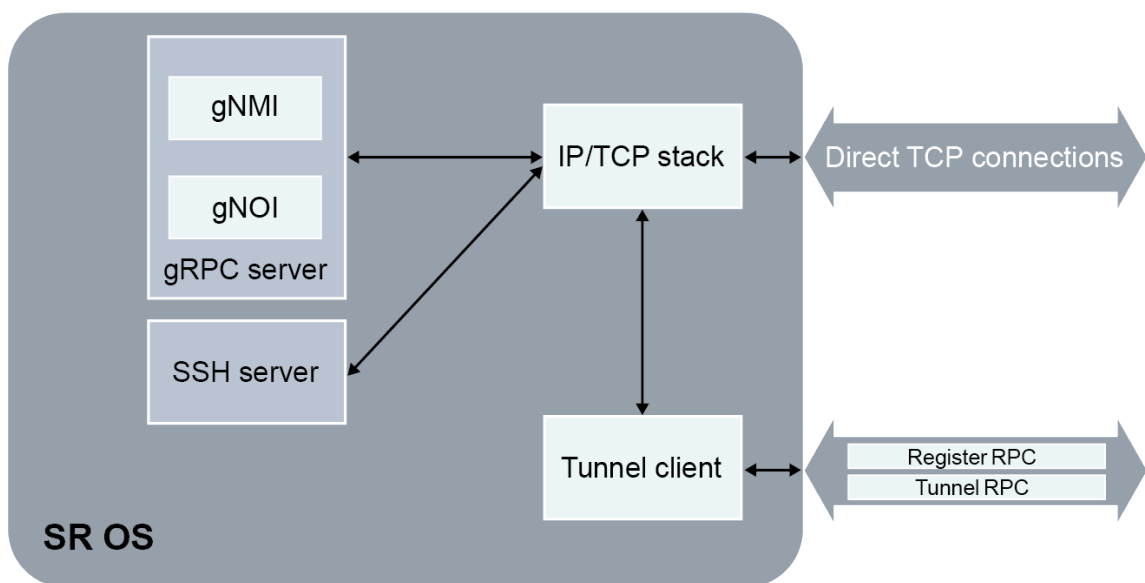 gNMI
gNOI
gRPC server
SSH server
IP/TCP stack
Direct TCP connections
Tunnel client
Register RPC
Tunnel RPC
SR OS